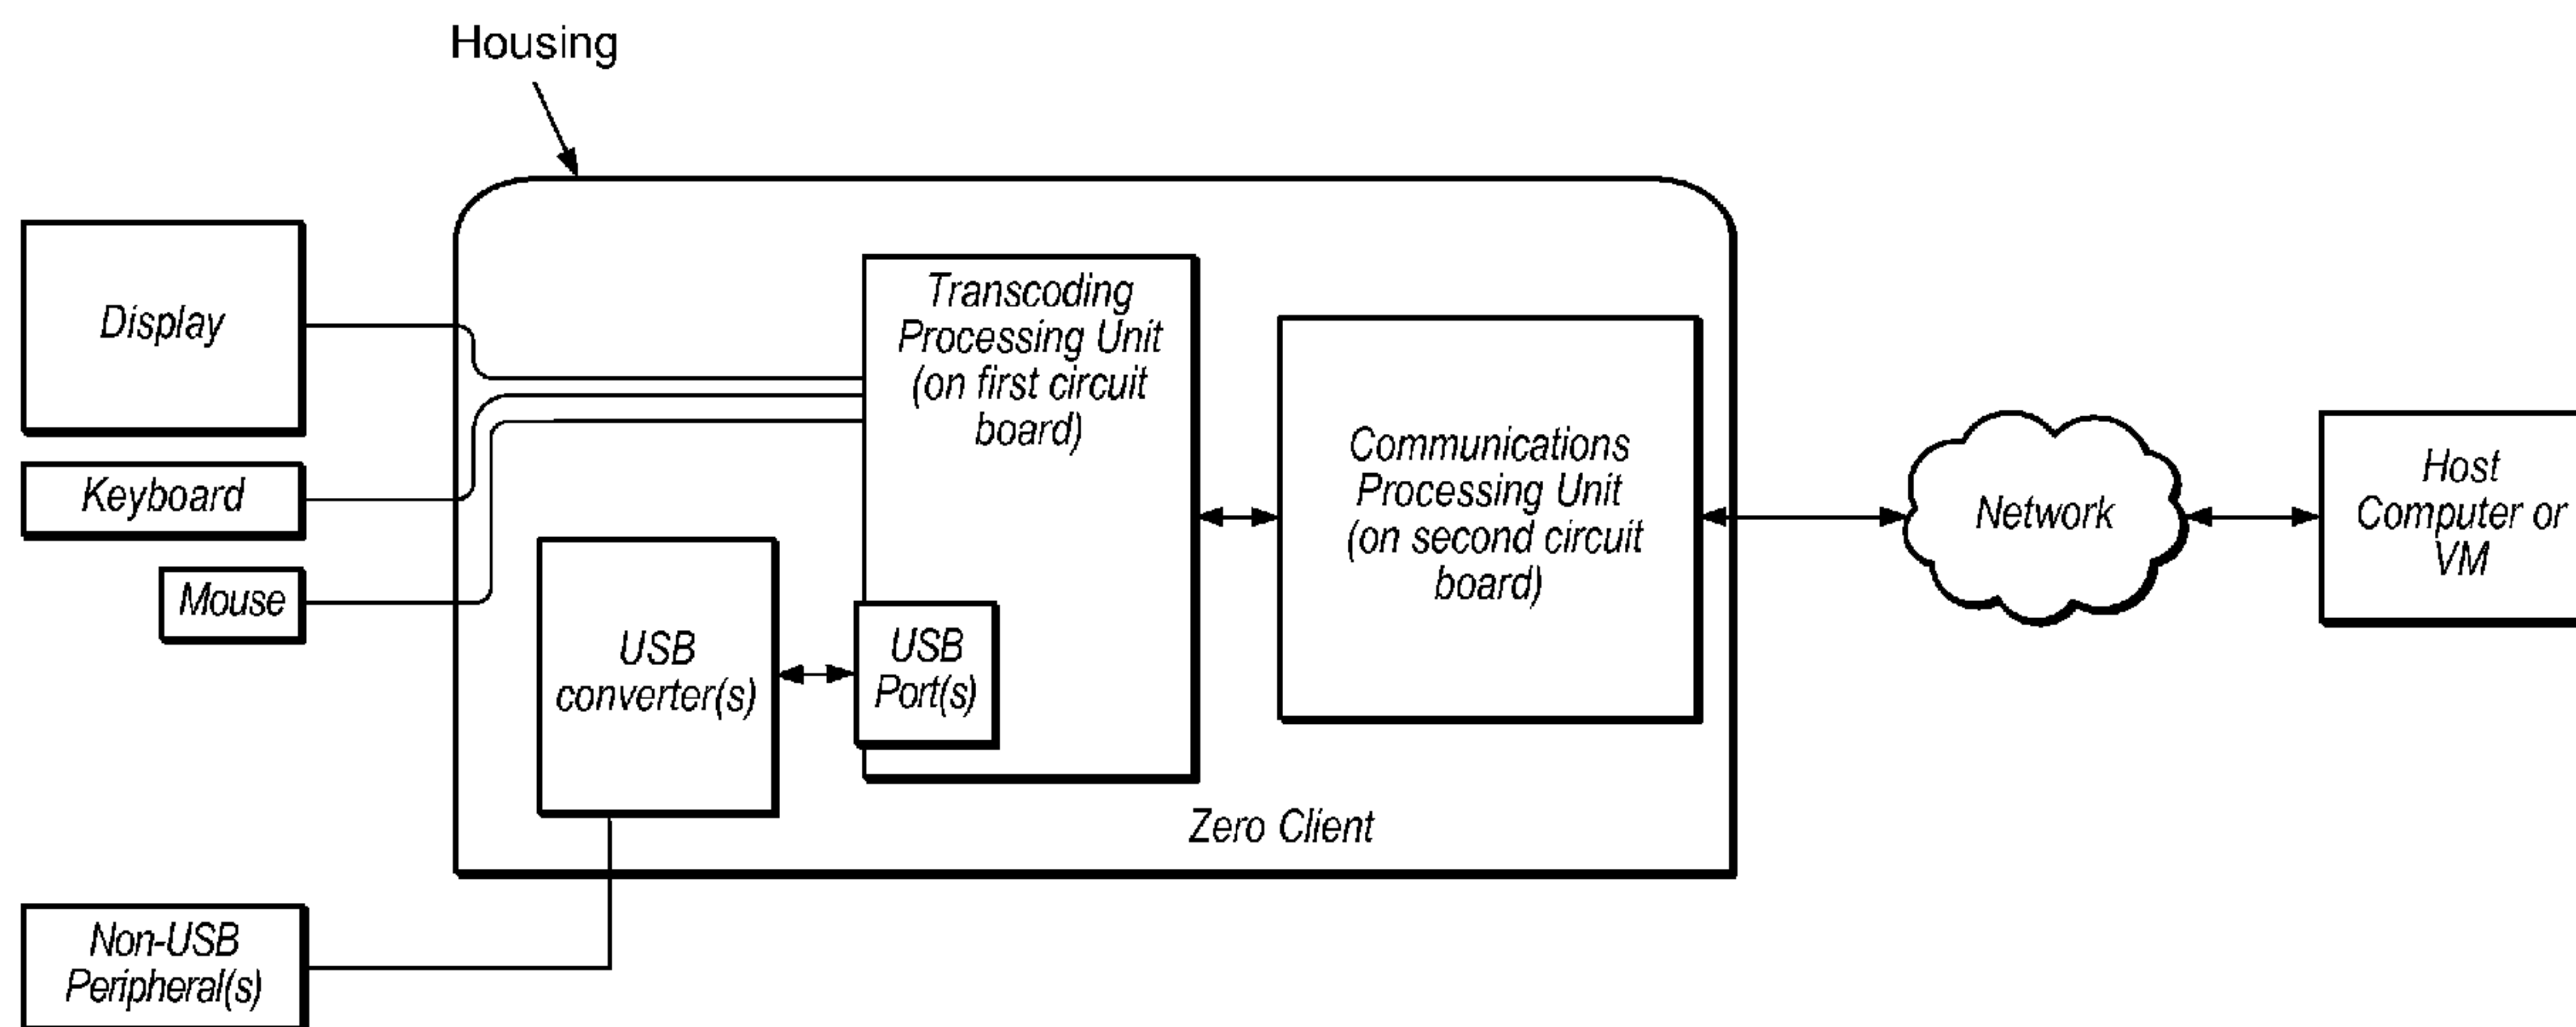 Housing
Display
Keyboard
Mouse
Transcoding
Processing Unit
(on first circuit
board)
USB
converter(s)
USB
Port(s)
Communications
Processing Unit
(on second circuit
board)
Zero Client
Network
Host
Computer or
VM
Non-USB
Peripheral(s)